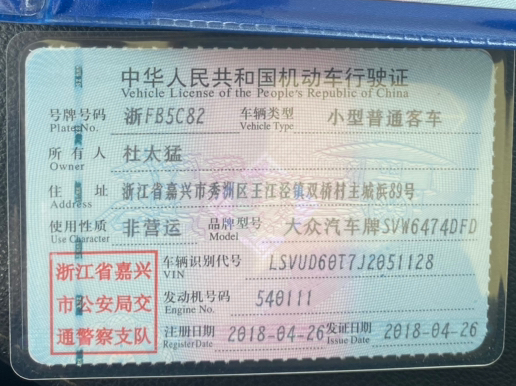 中华人民共和国机动车行驶证
Vehicle License of the People's Republic of China
号牌号码 浙FB5C82 车辆类型 小型普通客车
Plate No. Vehicle Type
所有人 杜太猛
Owner
住址 浙江省嘉兴市秀洲区王江泾镇双桥村主城浜89号
Address
使用性质 非营运 品牌型号 大众汽车牌SVW6474DFD
Use Character Model
浙江省嘉兴
市公安局交
通警察支队
车辆识别代号 LSVUD60T7J2051128
VIN
发动机号码 540111
Engine No.
注册日期 2018-04-26 发证日期 2018-04-26
Register Date Issue Date